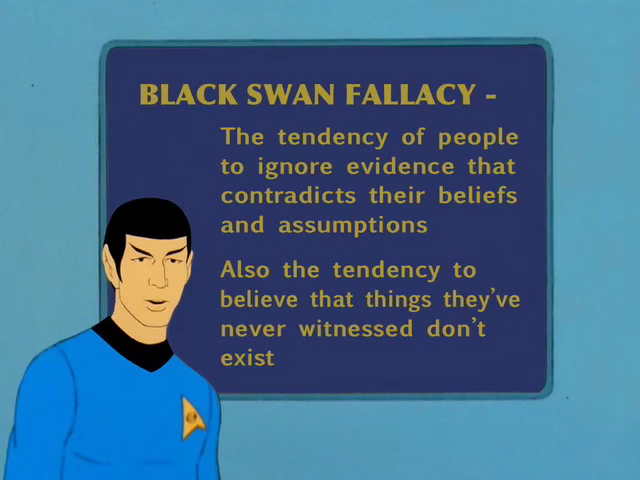 BLACK SWAN FALLACY -
The tendency of people
to ignore evidence that
contradicts their beliefs
and assumptions
Also the tendency to
believe that things they've
never witnessed don't
exist